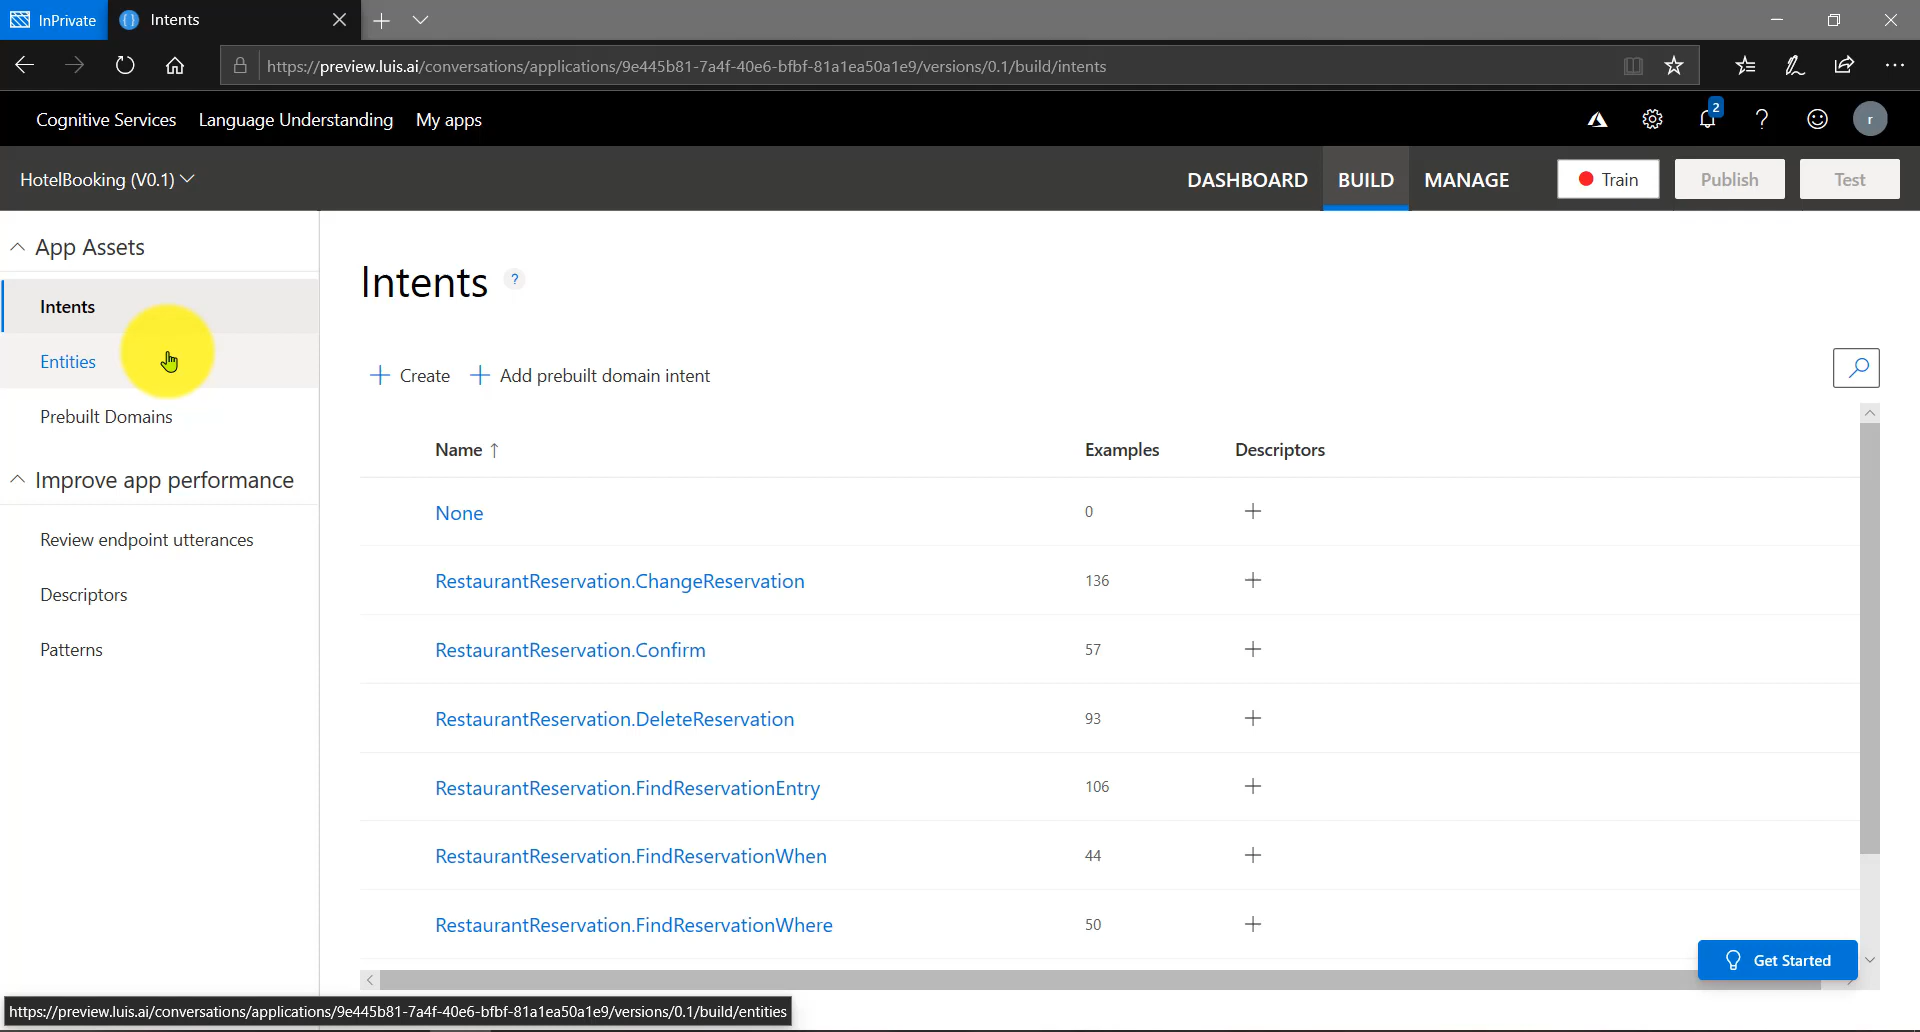 InPrivate
Intents
https://preview.luis.ai/conversations/applications/9e445b81-7a4f-40e6-bfbf-81a1ea50a1e9/versions/0.1/build/intents
Cognitive Services Language Understanding My apps
2
?
r
HotelBooking (V0.1)
DASHBOARD BUILD MANAGE Train Publish Test
App Assets
Intents
Entities
Prebuilt Domains
Improve app performance
Review endpoint utterances
Descriptors
Patterns
Intents ?
+ Create + Add prebuilt domain intent
Name ↑ Examples Descriptors
None 0 +
RestaurantReservation.ChangeReservation 136 +
RestaurantReservation.Confirm 57 +
RestaurantReservation.DeleteReservation 93 +
RestaurantReservation.FindReservationEntry 106 +
RestaurantReservation.FindReservationWhen 44 +
RestaurantReservation.FindReservationWhere 50 +
Get Started
https://preview.luis.ai/conversations/applications/9e445b81-7a4f-40e6-bfbf-81a1ea50a1e9/versions/0.1/build/entities